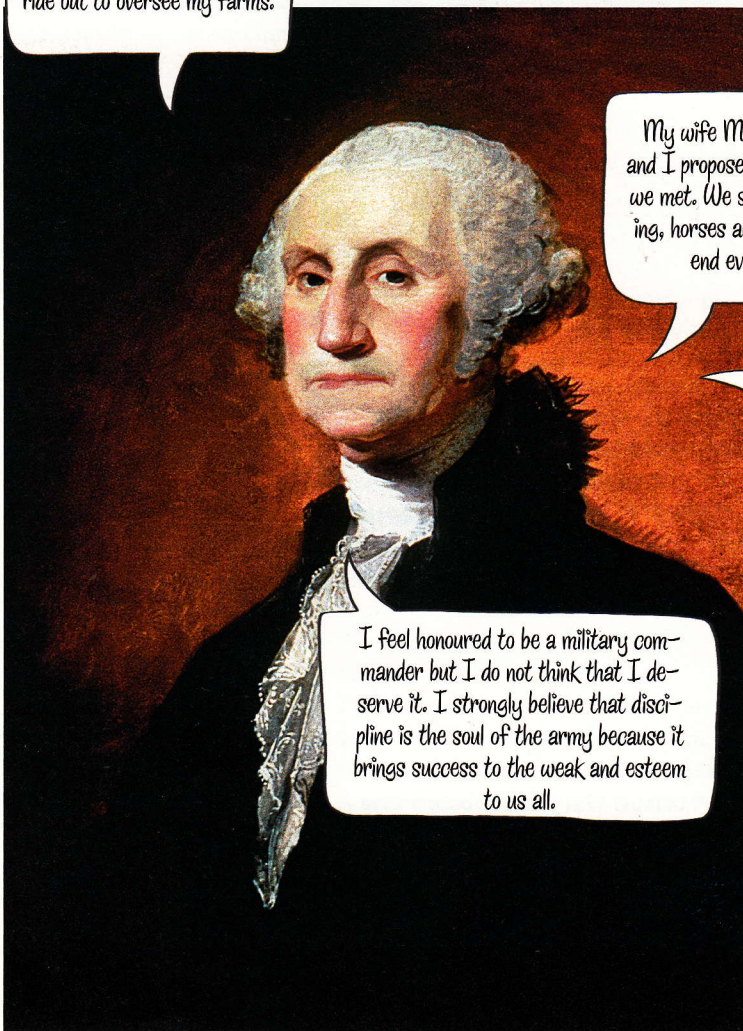 ride out to oversee my farms.
My wife M
and I propose
we met. We s
ing, horses a
end ev
I feel honoured to be a military com-
mander but I do not think that I de-
serve it. I strongly believe that disci-
pline is the soul of the army because it
brings success to the weak and esteem
to us all.